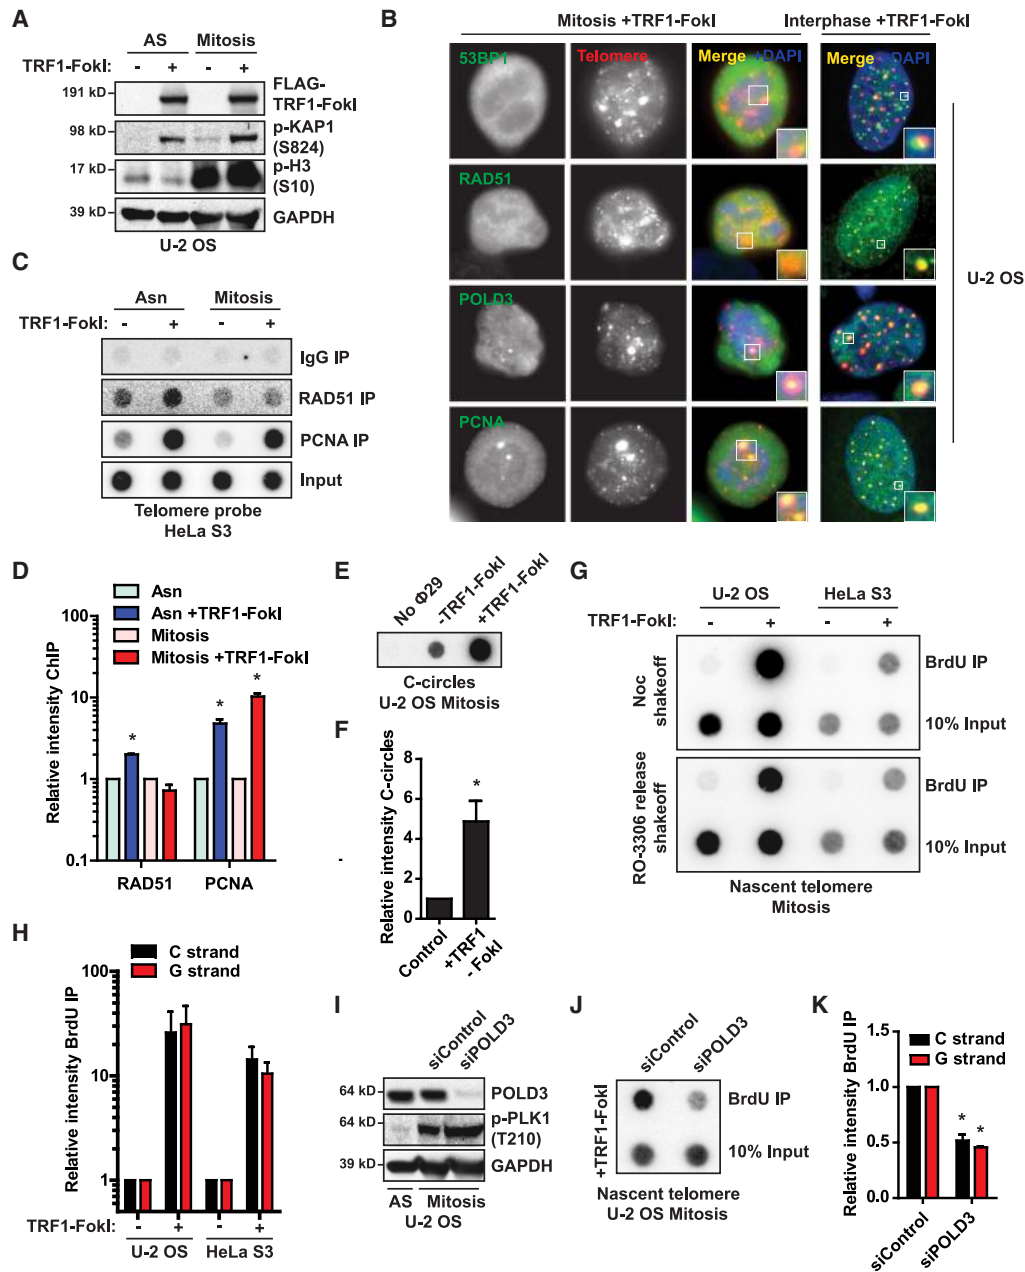 A
AS Mitosis
TRF1-FokI: - + - +
191 kD
FLAG-
TRF1-FokI
98 kD
p-KAP1
(S824)
17 kD
p-H3
(S10)
39 kD
GAPDH
U-2 OS
B
Mitosis +TRF1-FokI
Interphase +TRF1-FokI
53BP1
Telomere
Merge +DAPI
Merge +DAPI
RAD51
POLD3
PCNA
U-2 OS
C
Asn Mitosis
TRF1-FokI: - + - +
IgG IP
RAD51 IP
PCNA IP
Input
Telomere probe
HeLa S3
D
Asn
Asn +TRF1-FokI
Mitosis
Mitosis +TRF1-FokI
Relative intensity ChIP
100
10
1
0.1
* * *
RAD51 PCNA
E
No Φ29
-TRF1-FokI
+TRF1-FokI
C-circles
U-2 OS Mitosis
F
Relative intensity C-circles
8
6
4
2
0
*
-
Control
+TRF1
- FokI
G
U-2 OS HeLa S3
TRF1-FokI: - + - +
Noc
shakeoff
BrdU IP
10% Input
RO-3306 release
shakeoff
BrdU IP
10% Input
Nascent telomere
Mitosis
H
C strand
G strand
Relative intensity BrdU IP
100
10
1
TRF1-FokI: - + - +
U-2 OS HeLa S3
I
siControl
siPOLD3
64 kD
POLD3
64 kD
p-PLK1
(T210)
39 kD
GAPDH
AS Mitosis
U-2 OS
J
siControl
siPOLD3
+TRF1-FokI
BrdU IP
10% Input
Nascent telomere
U-2 OS Mitosis
K
C strand
G strand
Relative intensity BrdU IP
1.5
1.0
0.5
0.0
* *
siControl
siPOLD3